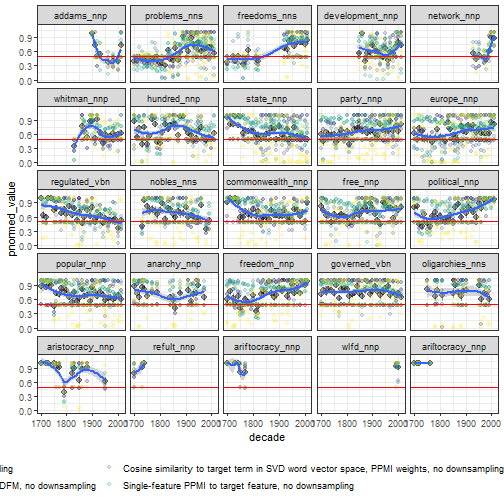 addams_nnp problems_nns freedoms_nns development_nnp network_nnp
0.9
0.6
0.3
0.0
whitman_nnp hundred_nnp state_nnp party_nnp europe_nnp
0.9
0.6
0.3
0.0
regulated_vbn nobles_nns commonwealth_nnp free_nnp political_nnp
0.9
0.6
0.3
0.0
popular_nnp anarchy_nnp freedom_nnp governed_vbn oligarchies_nns
0.9
0.6
0.3
0.0
aristocracy_nnp refult_nnp ariftocracy_nnp wlfd_nnp ariltocracy_nnp
0.9
0.6
0.3
0.0
pnormed_value
1700 1800 1900 2000 1700 1800 1900 2000 1700 1800 1900 2000 1700 1800 1900 2000 1700 1800 1900 2000
decade
ling Cosine similarity to target term in SVD word vector space, PPMI weights, no downsampling
DFM, no downsampling Single-feature PPMI to target feature, no downsampling